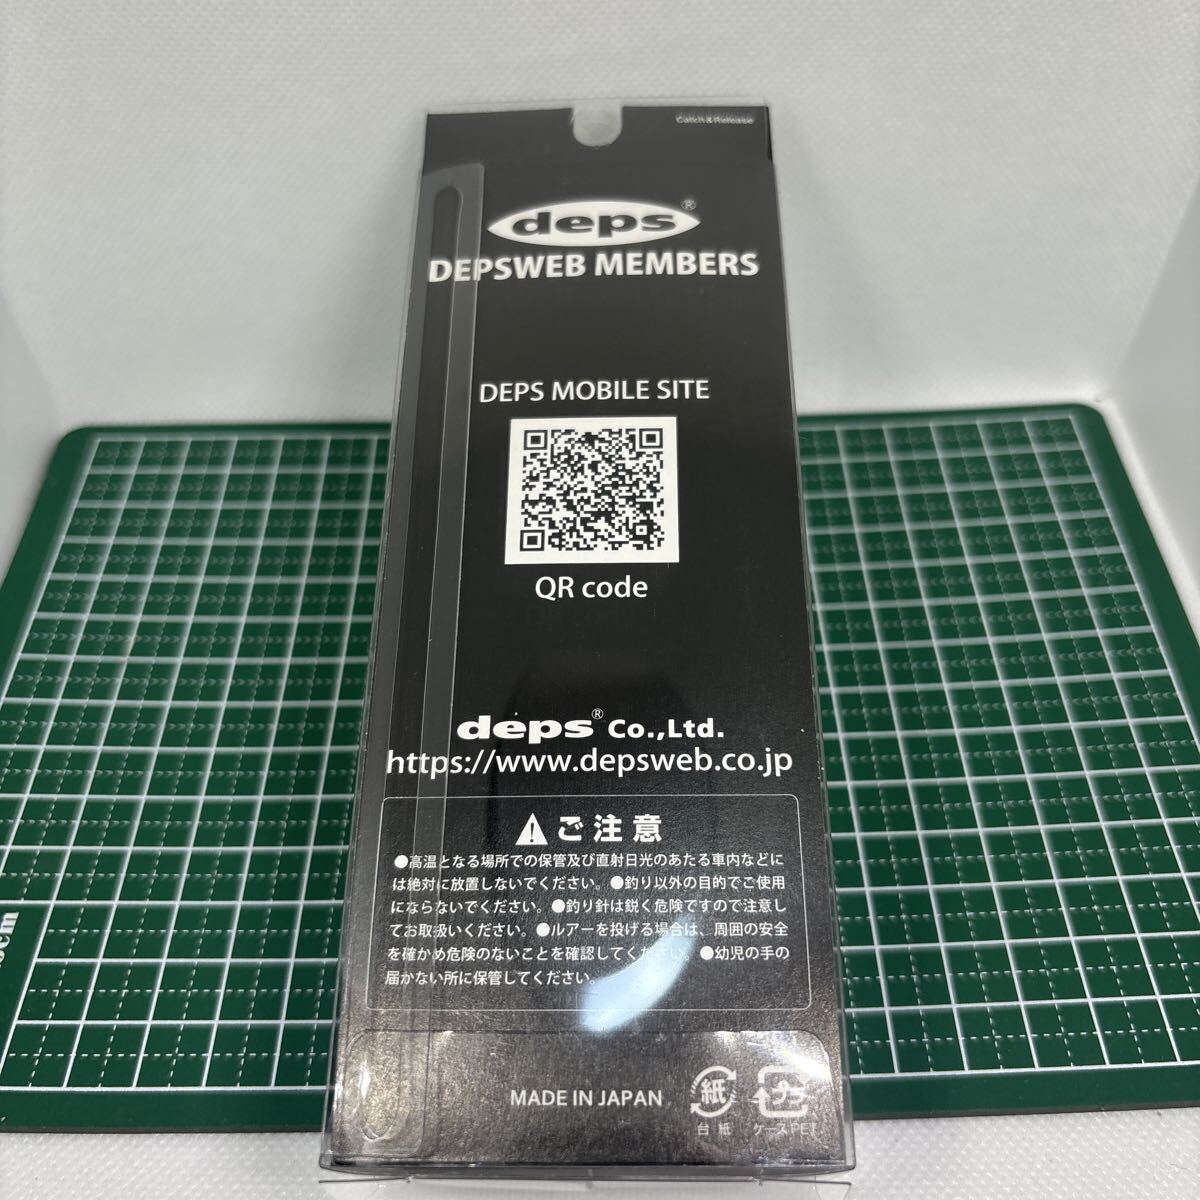 Catch & Release
deps®
DEPSWEB MEMBERS
DEPS MOBILE SITE
QR code
deps® Co.,Ltd.
https://www.depsweb.co.jp
ご注意
●高温となる場所での保管及び直射日光のあたる車内などに
は絶対に放置しないでください。●釣り以外の目的でご使用
にならないでください。●釣り針は鋭く危険ですので注意し
てお取扱いください。●ルアーを投げる場合は、周囲の安全
を確かめ危険のないことを確認してください。●幼児の手の
届かない所に保管してください。
MADE IN JAPAN
紙
プラ
台紙
ケースPET
cm